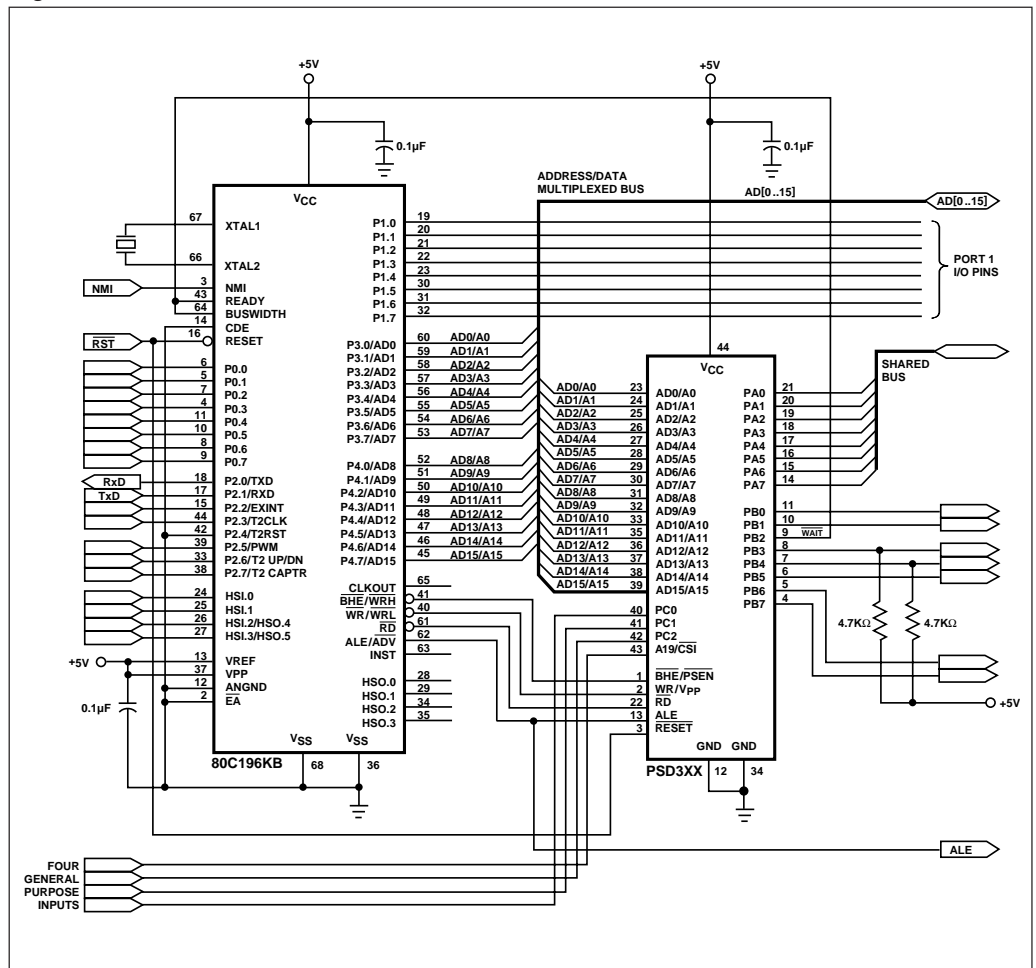 +5V
+5V
0.1µF
0.1µF
ADDRESS/DATA
MULTIPLEXED BUS
AD[0..15]
AD[0..15]
VCC
67
XTAL1
66
XTAL2
3
NMI
NMI
43
READY
64
BUSWIDTH
14
CDE
16
RST
RESET
6
P0.0
5
P0.1
7
P0.2
4
P0.3
11
P0.4
10
P0.5
8
P0.6
9
P0.7
RxD
18
P2.0/TXD
TxD
17
P2.1/RXD
15
P2.2/EXINT
44
P2.3/T2CLK
42
P2.4/T2RST
39
P2.5/PWM
33
P2.6/T2 UP/DN
38
P2.7/T2 CAPTR
24
HSI.0
25
HSI.1
26
HSI.2/HSO.4
27
HSI.3/HSO.5
+5V
13
VREF
37
VPP
12
ANGND
2
EA
0.1µF
P1.0
19
P1.1
20
P1.2
21
P1.3
22
P1.4
23
P1.5
30
P1.6
31
P1.7
32
PORT 1
I/O PINS
P3.0/AD0
60
AD0/A0
P3.1/AD1
59
AD1/A1
P3.2/AD2
58
AD2/A2
P3.3/AD3
57
AD3/A3
P3.4/AD4
56
AD4/A4
P3.5/AD5
55
AD5/A5
P3.6/AD6
54
AD6/A6
P3.7/AD7
53
AD7/A7
P4.0/AD8
52
AD8/A8
P4.1/AD9
51
AD9/A9
P4.2/AD10
50
AD10/A10
P4.3/AD11
49
AD11/A11
P4.4/AD12
48
AD12/A12
P4.5/AD13
47
AD13/A13
P4.6/AD14
46
AD14/A14
P4.7/AD15
45
AD15/A15
CLKOUT
65
BHE/WRH
41
WR/WRL
40
RD
61
ALE/ADV
62
INST
63
HSO.0
28
HSO.1
29
HSO.2
34
HSO.3
35
VSS
VSS
80C196KB
68
36
44
VCC
AD0/A0
23
AD0/A0
AD1/A1
24
AD1/A1
AD2/A2
25
AD2/A2
AD3/A3
26
AD3/A3
AD4/A4
27
AD4/A4
AD5/A5
28
AD5/A5
AD6/A6
29
AD6/A6
AD7/A7
30
AD7/A7
AD8/A8
31
AD8/A8
AD9/A9
32
AD9/A9
AD10/A10
33
AD10/A10
AD11/A11
35
AD11/A11
AD12/A12
36
AD12/A12
AD13/A13
37
AD13/A13
AD14/A14
38
AD14/A14
AD15/A15
39
AD15/A15
40
PC0
41
PC1
42
PC2
43
A19/CSI
1
BHE/PSEN
2
WR/VPP
22
RD
13
ALE
3
RESET
GND
GND
PSD3XX
12
34
PA0
21
PA1
20
PA2
19
PA3
18
PA4
17
PA5
16
PA6
15
PA7
14
SHARED
BUS
PB0
11
PB1
10
PB2
9
WAIT
PB3
8
PB4
7
PB5
6
PB6
5
PB7
4
4.7KΩ
4.7KΩ
+5V
ALE
FOUR
GENERAL
PURPOSE
INPUTS